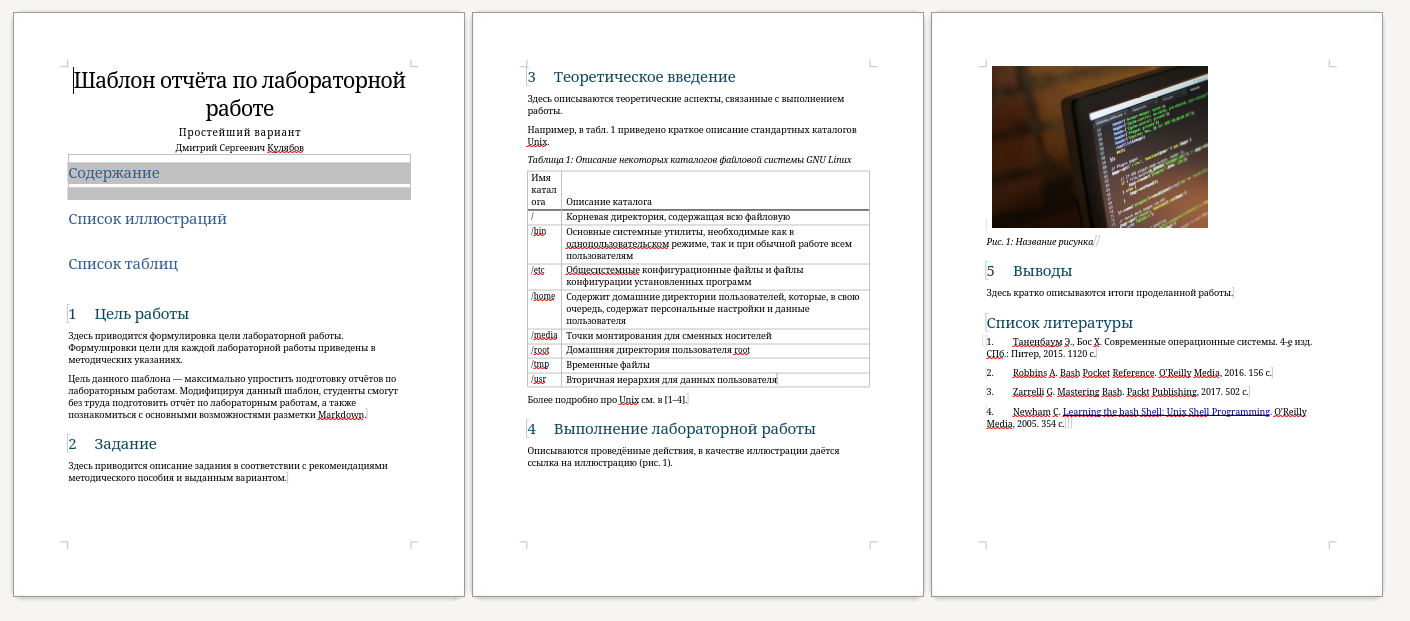 Шаблон отчёта по лабораторной
работе
Простейший вариант
Дмитрий Сергеевич Кулябов
Содержание
Список иллюстраций
Список таблиц
1 Цель работы
Здесь приводится формулировка цели лабораторной работы.
Формулировки цели для каждой лабораторной работы приведены в
методических указаниях.
Цель данного шаблона — максимально упростить подготовку отчётов по
лабораторным работам. Модифицируя данный шаблон, студенты смогут
без труда подготовить отчёт по лабораторным работам, а также
познакомиться с основными возможностями разметки Markdown.
2 Задание
Здесь приводится описание задания в соответствии с рекомендациями
методического пособия и выданным вариантом.
3 Теоретическое введение
Здесь описываются теоретические аспекты, связанные с выполнением
работы.
Например, в табл. 1 приведено краткое описание стандартных каталогов
Unix.
Таблица 1: Описание некоторых каталогов файловой системы GNU Linux
Имя
катал
ога
Описание каталога
/ Корневая директория, содержащая всю файловую
/bin Основные системные утилиты, необходимые как в
однопользовательском режиме, так и при обычной работе всем
пользователям
/etc Общесистемные конфигурационные файлы и файлы
конфигурации установленных программ
/home Содержит домашние директории пользователей, которые, в свою
очередь, содержат персональные настройки и данные
пользователя
/media Точки монтирования для сменных носителей
/root Домашняя директория пользователя root
/tmp Временные файлы
/usr Вторичная иерархия для данных пользователя
Более подробно про Unix см. в [1–4].
4 Выполнение лабораторной работы
Описываются проведённые действия, в качестве иллюстрации даётся
ссылка на иллюстрацию (рис. 1).
Рис. 1: Название рисунка
5 Выводы
Здесь кратко описываются итоги проделанной работы.
Список литературы
1. Таненбаум Э., Бос Х. Современные операционные системы. 4-е изд.
СПб.: Питер, 2015. 1120 с.
2. Robbins A. Bash Pocket Reference. O’Reilly Media, 2016. 156 с.
3. Zarrelli G. Mastering Bash. Packt Publishing, 2017. 502 с.
4. Newham C. Learning the bash Shell: Unix Shell Programming. O’Reilly
Media, 2005. 354 с.